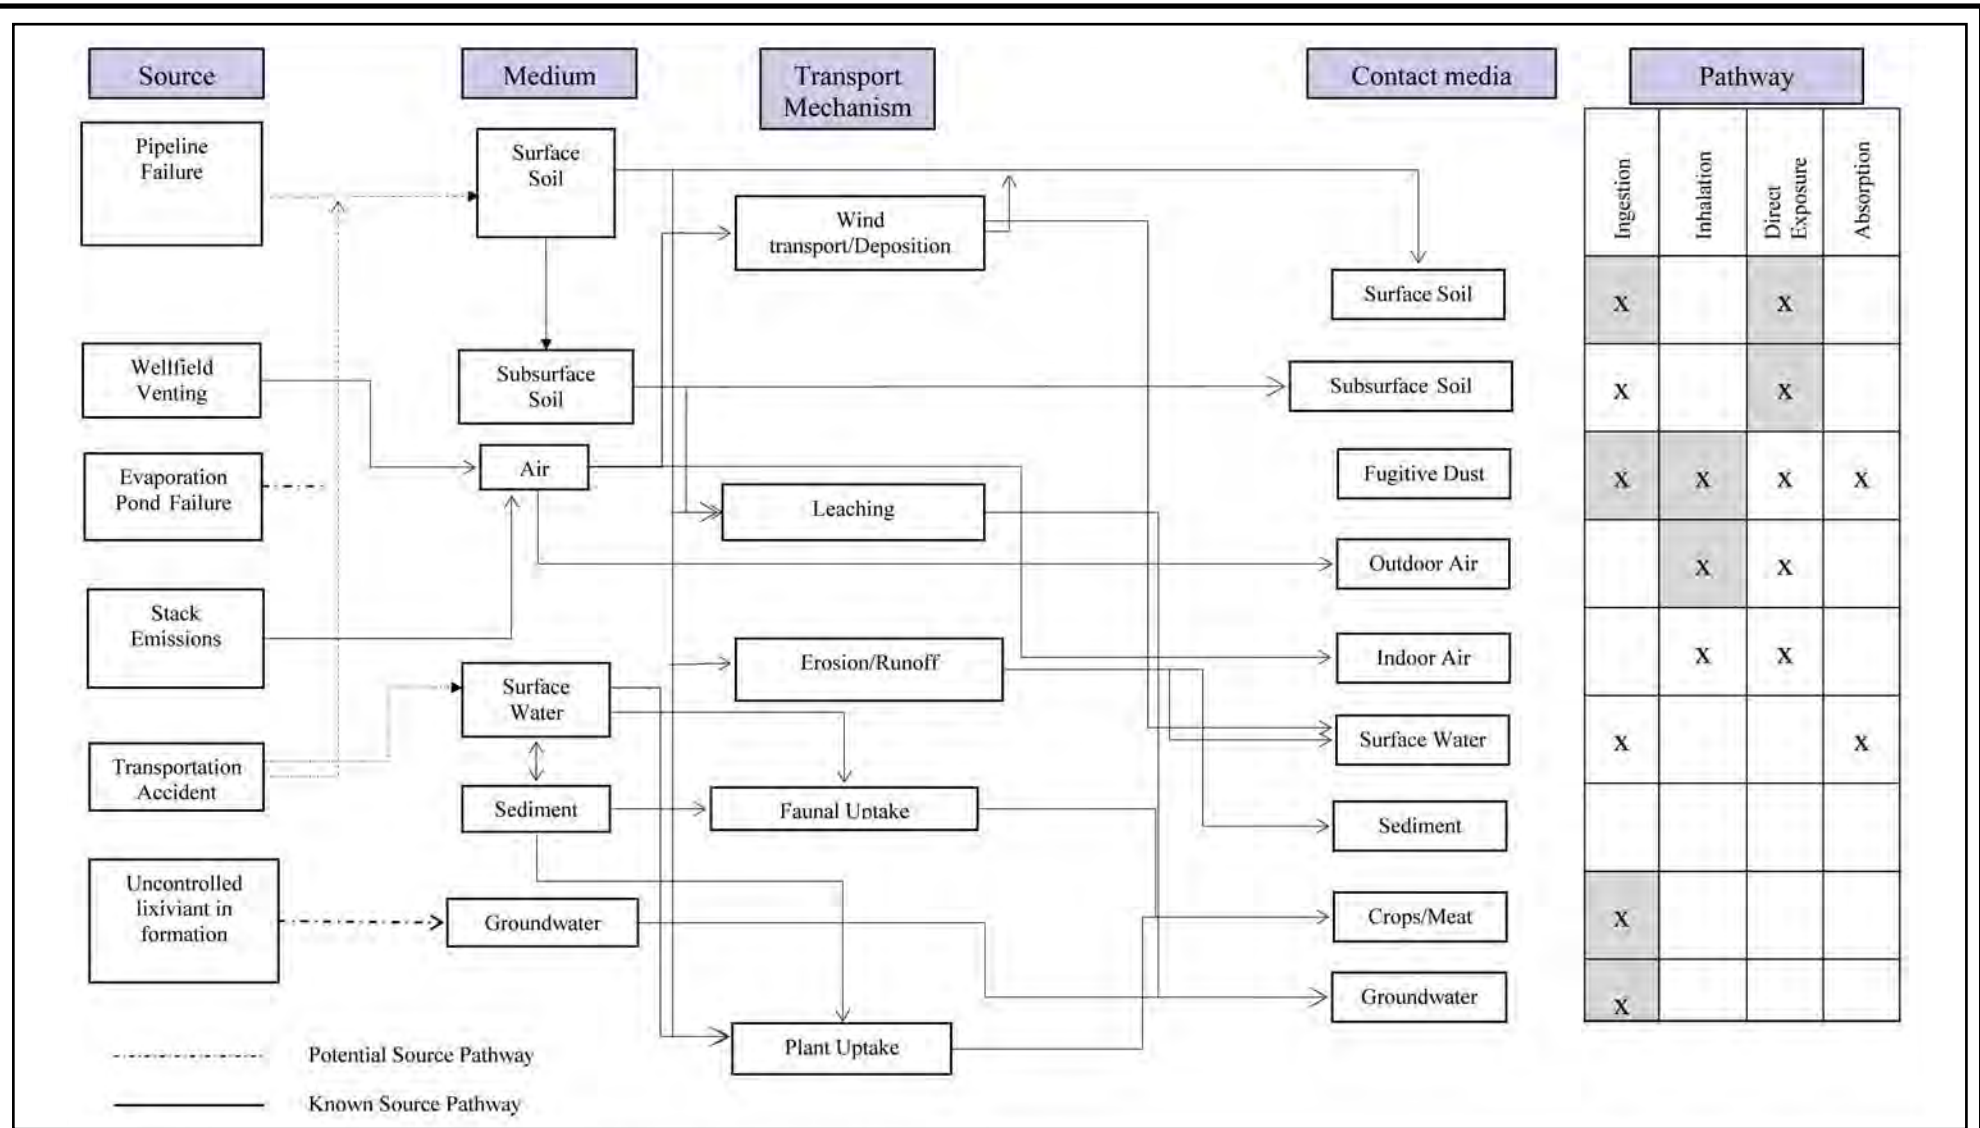 Source
Medium
Transport
Mechanism
Contact media
Pathway
Pipeline
Failure
Wellfield
Venting
Evaporation
Pond Failure
Stack
Emissions
Transportation
Accident
Uncontrolled
lixiviant in
formation
Surface
Soil
Subsurface
Soil
Air
Surface
Water
Sediment
Groundwater
Wind
transport/Deposition
Leaching
Erosion/Runoff
Faunal Uptake
Plant Uptake
Surface Soil
Subsurface Soil
Fugitive Dust
Outdoor Air
Indoor Air
Surface Water
Sediment
Crops/Meat
Groundwater
Ingestion
Inhalation
Direct
Exposure
Absorption
X X
X X
X X X X
X X
X X
X X
X
X
Potential Source Pathway
Known Source Pathway